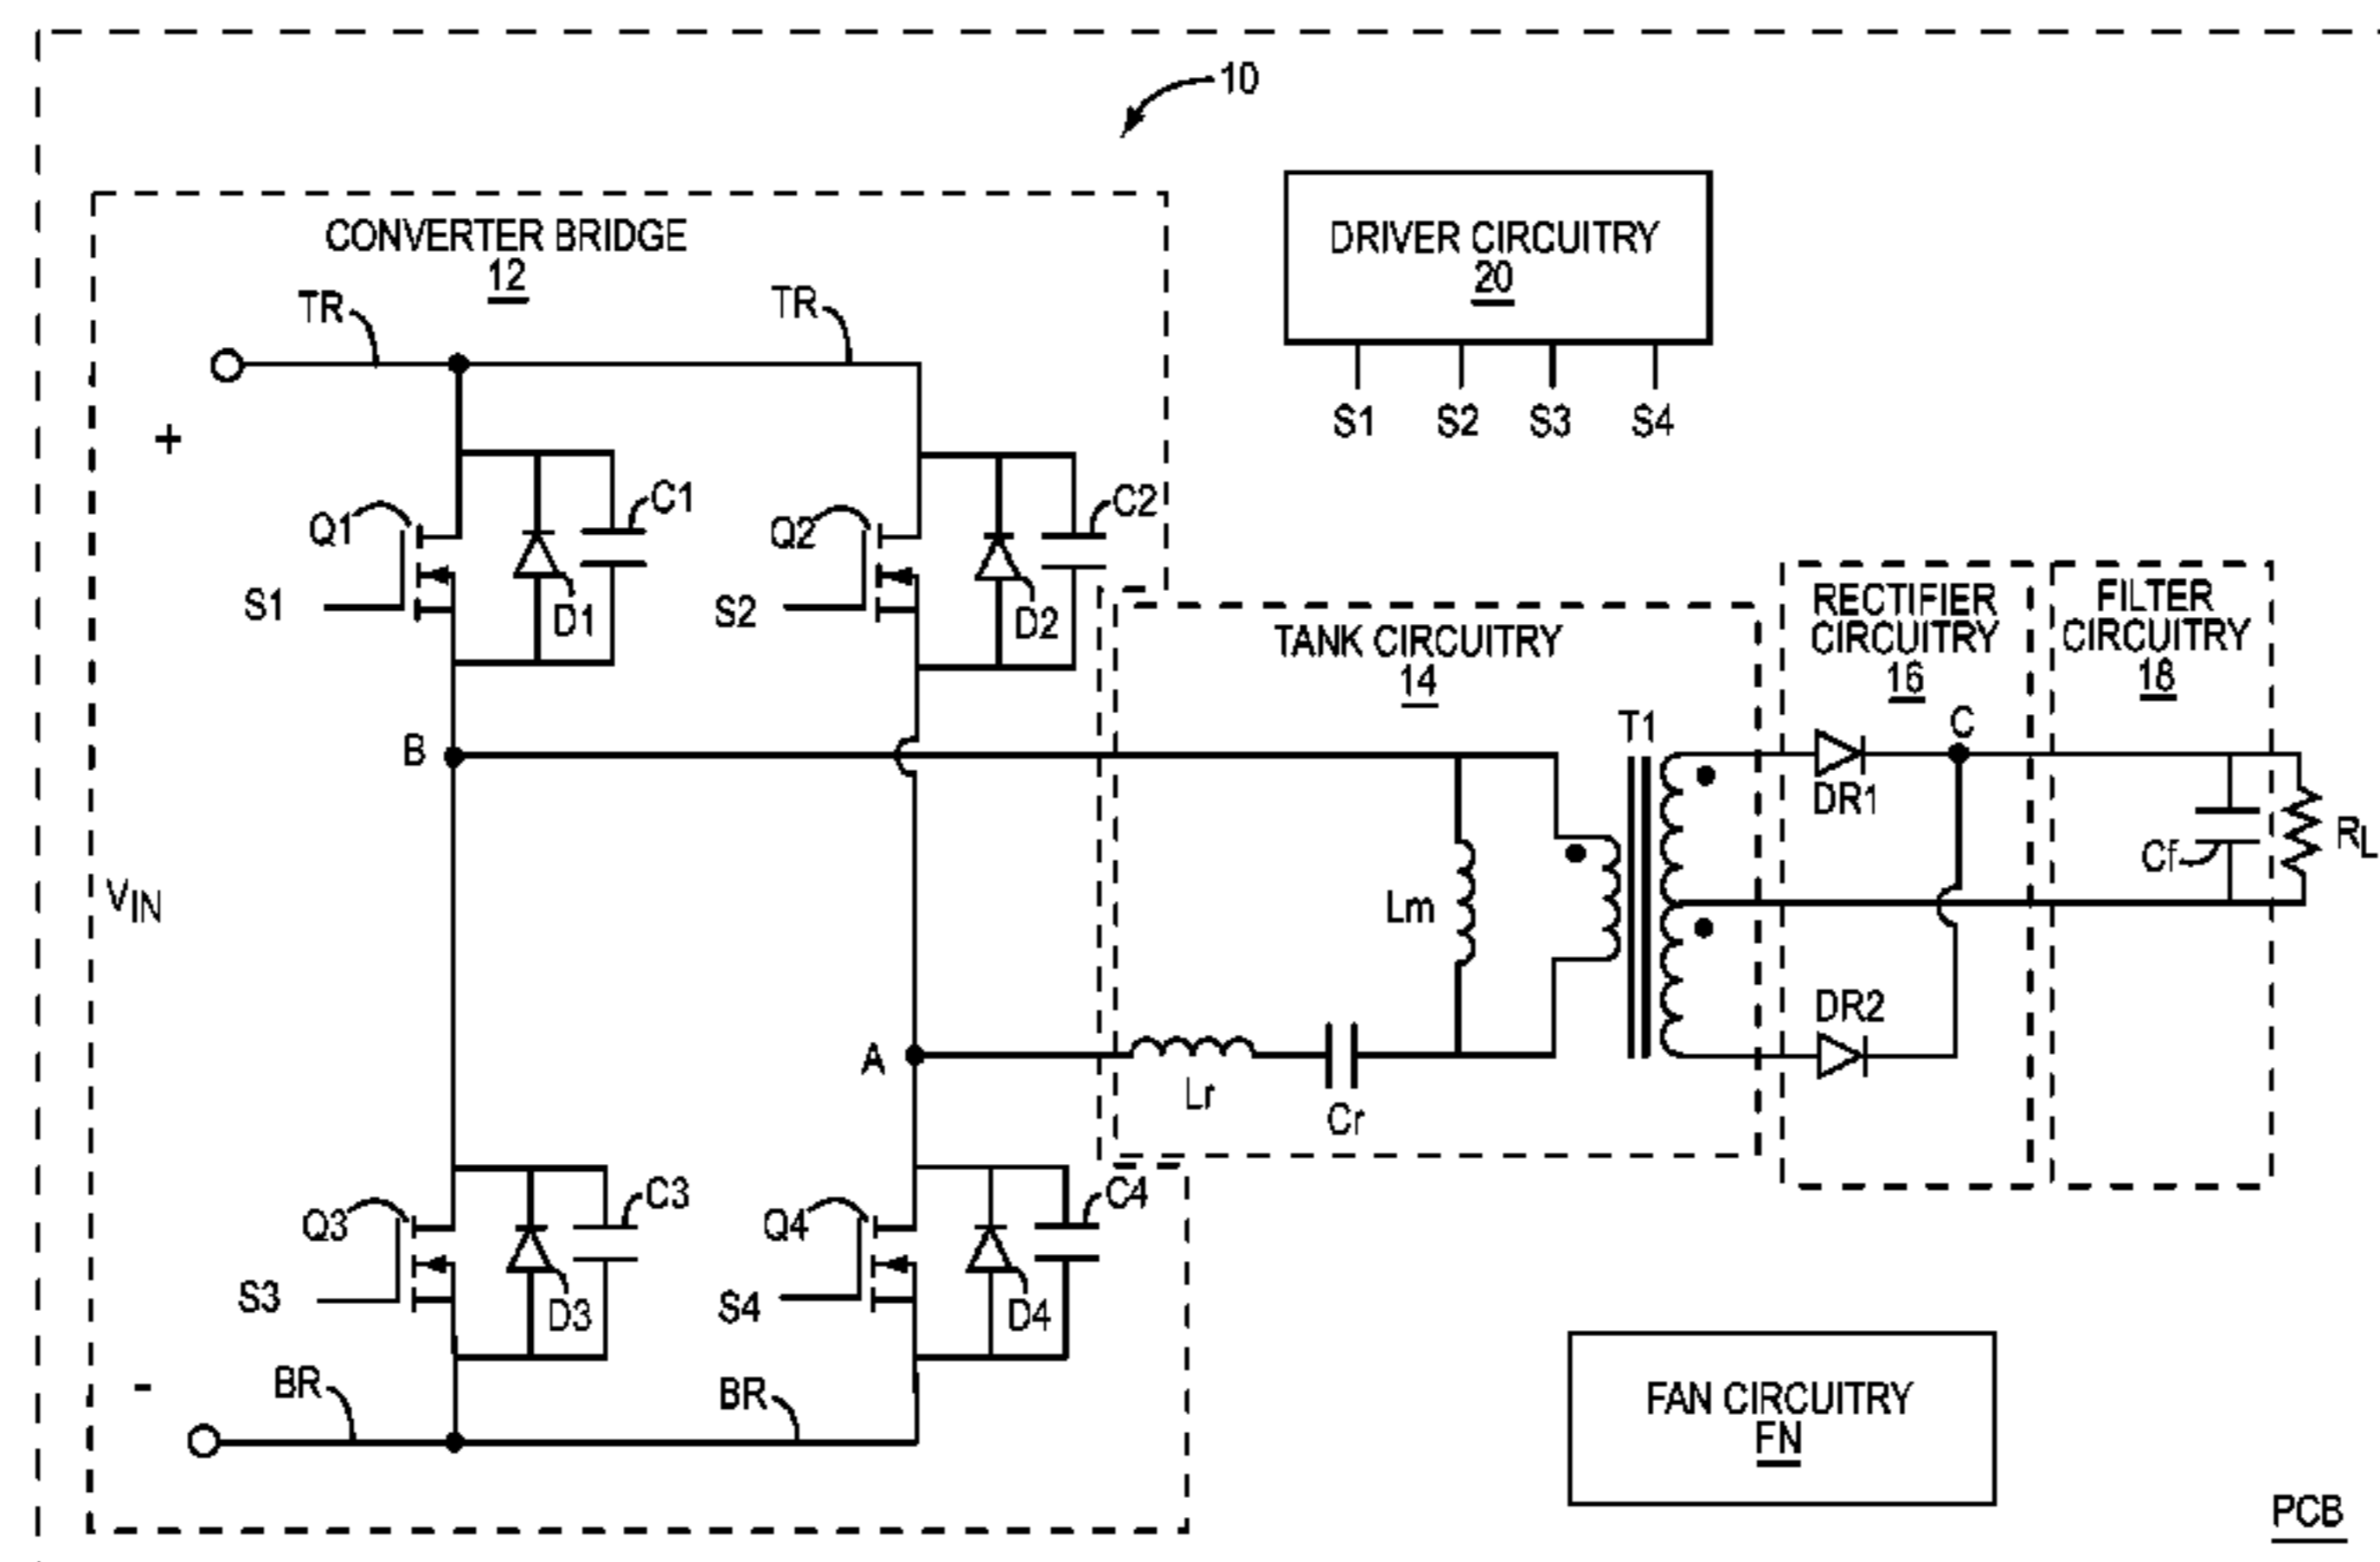 10
CONVERTER BRIDGE
12
DRIVER CIRCUITRY
20
TR
TR
S1
S2
S3
S4
+
Q1
C1
Q2
C2
S1
D1
S2
D2
TANK CIRCUITRY
14
RECTIFIER
CIRCUITRY
16
FILTER
CIRCUITRY
18
B
T1
C
DR1
Cf
RL
Lm
VIN
A
DR2
Lr
Cr
Q3
C3
Q4
C4
S3
D3
S4
D4
-
BR
BR
FAN CIRCUITRY
FN
PCB